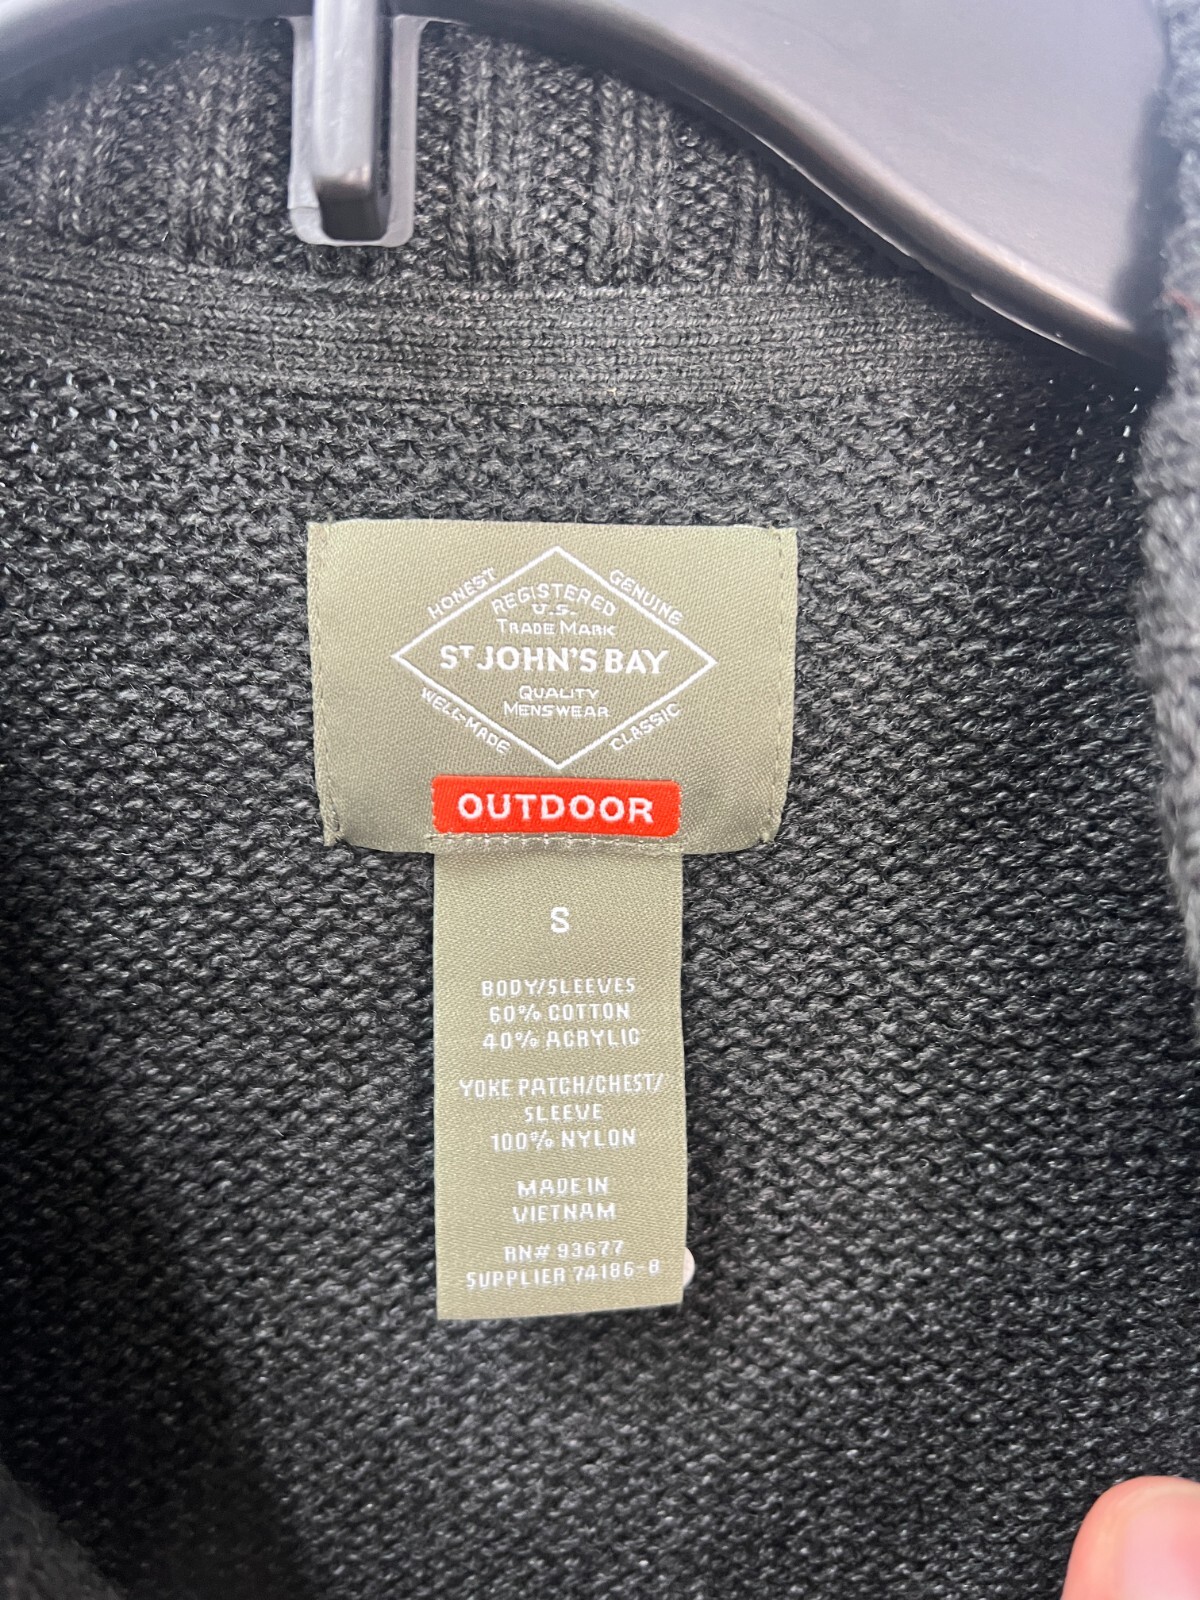 HONEST
GENUINE
REGISTERED
U.S.
TRADE MARK
ST JOHN'S BAY
QUALITY
MENSWEAR
WELL-MADE
CLASSIC
OUTDOOR
S
BODY/SLEEVES
60% COTTON
40% ACRYLIC
YOKE PATCH/CHEST/
SLEEVE
100% NYLON
MADE IN
VIETNAM
RN# 93677
SUPPLIER 74186-8